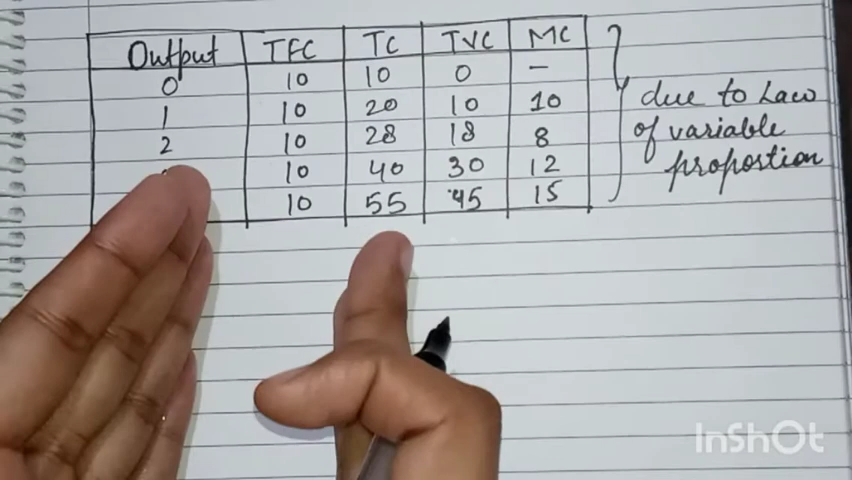 Output TFC TC TVC MC
0 10 10 0 –
1 10 20 10 10
2 10 28 18 8
10 40 30 12
10 55 45 15
due to Law
of variable
proportion
InShOt